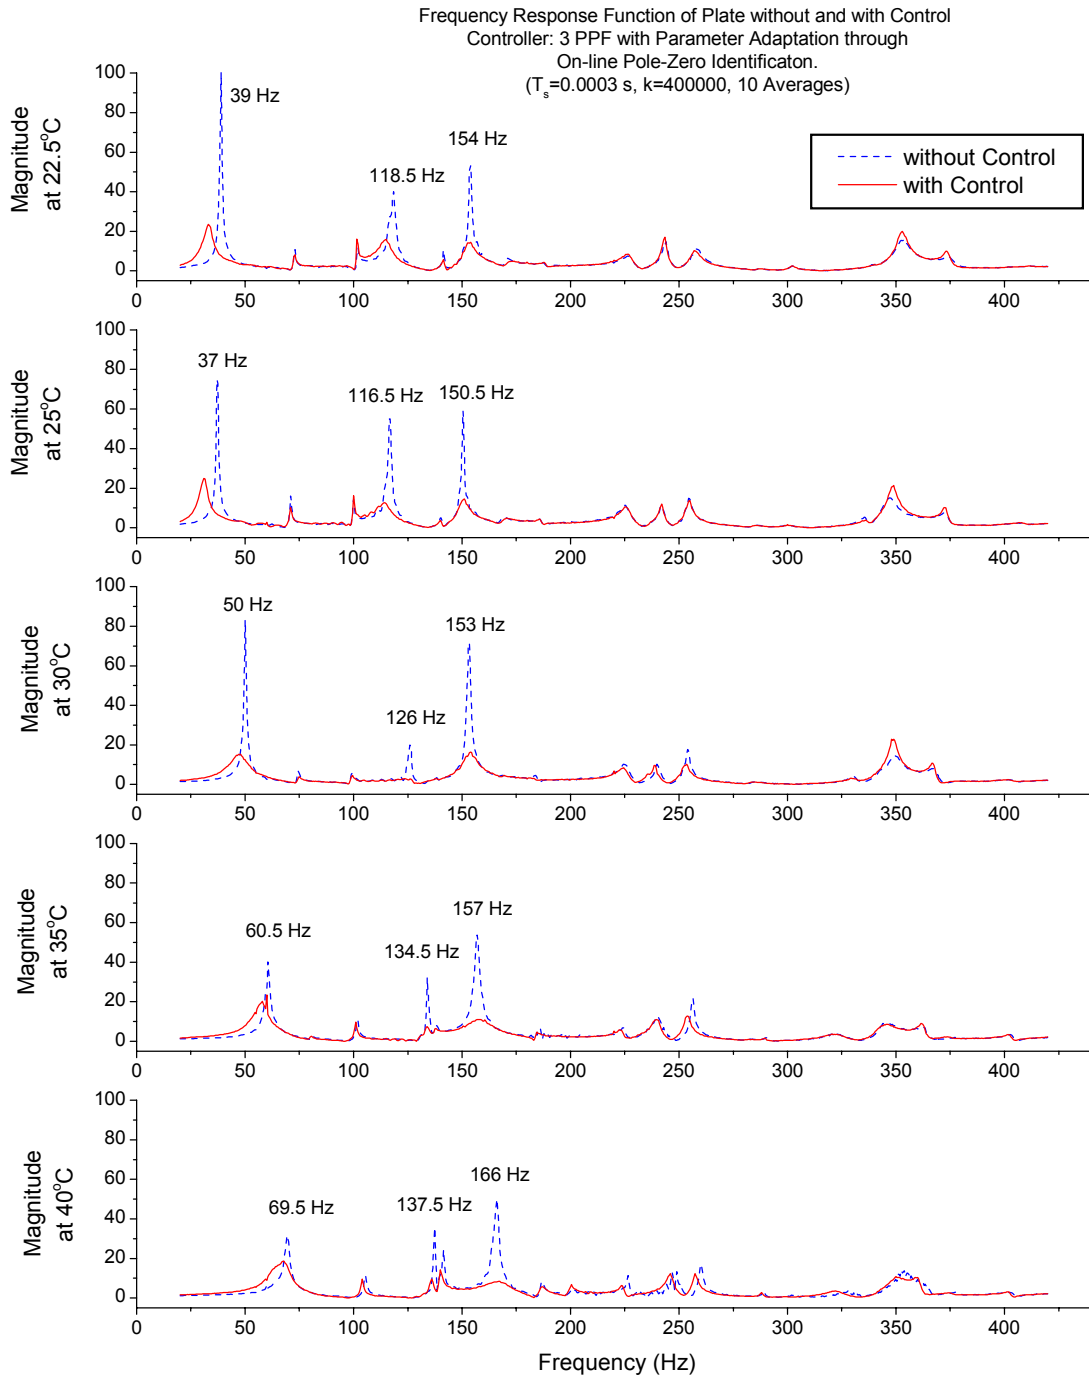 Frequency Response Function of Plate without and with Control
Controller: 3 PPF with Parameter Adaptation through
On-line Pole-Zero Identificaton.
(Ts=0.0003 s, k=400000, 10 Averages)
without Control
with Control
Magnitude
at 22.5°C
100
80
60
40
20
0
39 Hz
118.5 Hz
154 Hz
0 50 100 150 200 250 300 350 400
Magnitude
at 25°C
100
80
60
40
20
0
37 Hz
116.5 Hz
150.5 Hz
0 50 100 150 200 250 300 350 400
Magnitude
at 30°C
100
80
60
40
20
0
50 Hz
126 Hz
153 Hz
0 50 100 150 200 250 300 350 400
Magnitude
at 35°C
100
80
60
40
20
0
60.5 Hz
134.5 Hz
157 Hz
0 50 100 150 200 250 300 350 400
Magnitude
at 40°C
100
80
60
40
20
0
69.5 Hz
137.5 Hz
166 Hz
0 50 100 150 200 250 300 350 400
Frequency (Hz)